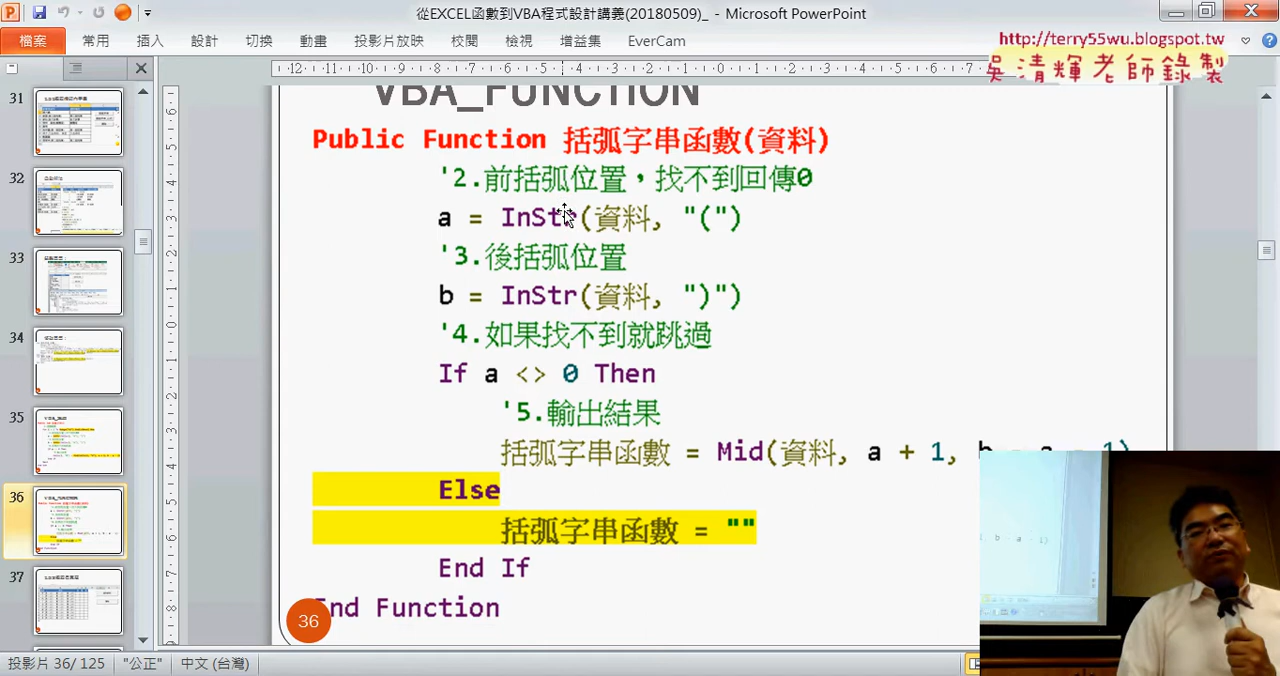 從EXCEL函數到VBA程式設計講義(20180509)_ - Microsoft PowerPoint
檔案 常用 插入 設計 切換 動畫 投影片放映 校閱 檢視 增益集 EverCam
http://terry55wu.blogspot.tw
吳清輝老師錄製
VBA_FUNCTION
Public Function 括弧字串函數(資料)
'2.前括弧位置，找不到回傳0
a = InStr(資料, "(")
'3.後括弧位置
b = InStr(資料, ")")
'4.如果找不到就跳過
If a <> 0 Then
'5.輸出結果
括弧字串函數 = Mid(資料, a + 1, b - a - 1)
Else
括弧字串函數 = ""
End If
End Function
36
31
32
33
34
35
36
37
投影片 36/ 125 "公正" 中文 (台灣)